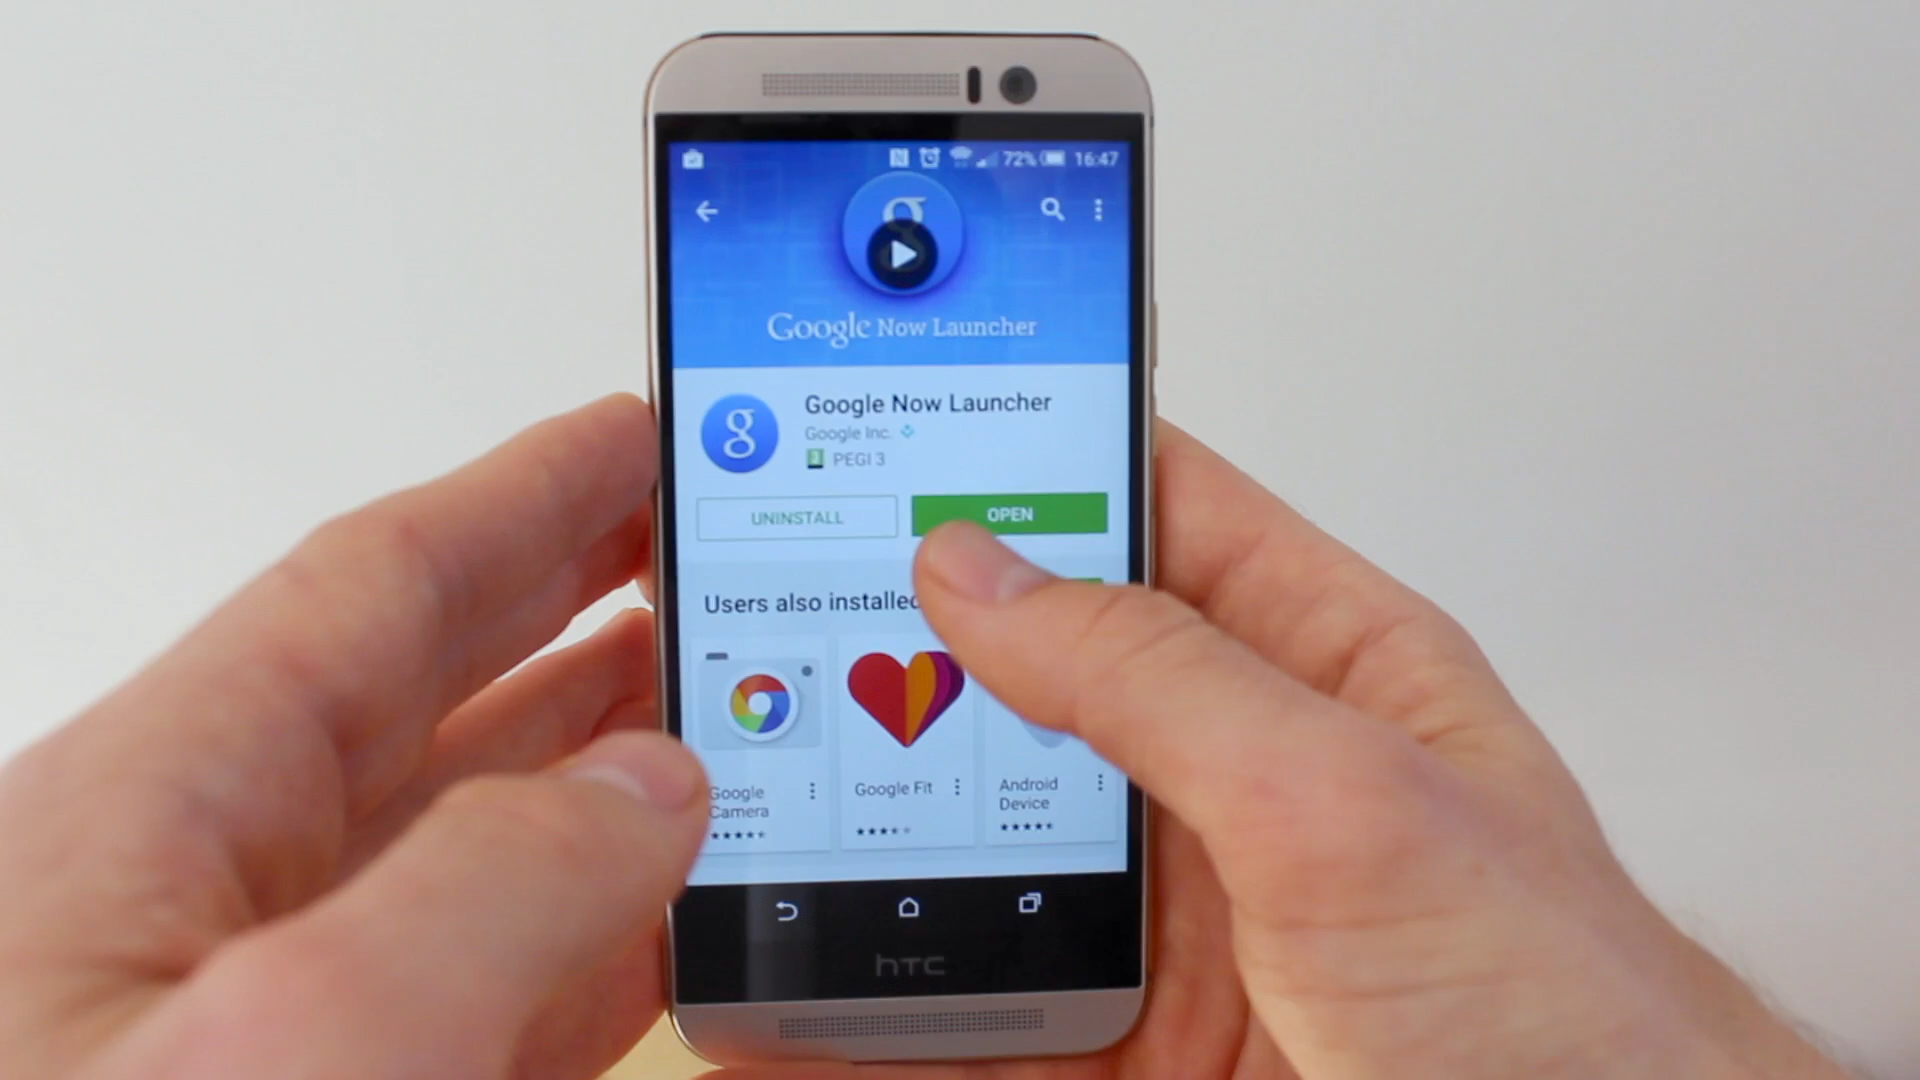 72% 16:47
g
Google Now Launcher
g
Google Now Launcher
Google Inc.
3 PEGI 3
UNINSTALL
OPEN
Users also installed
Google Camera
Google Fit
Android Device
hTC